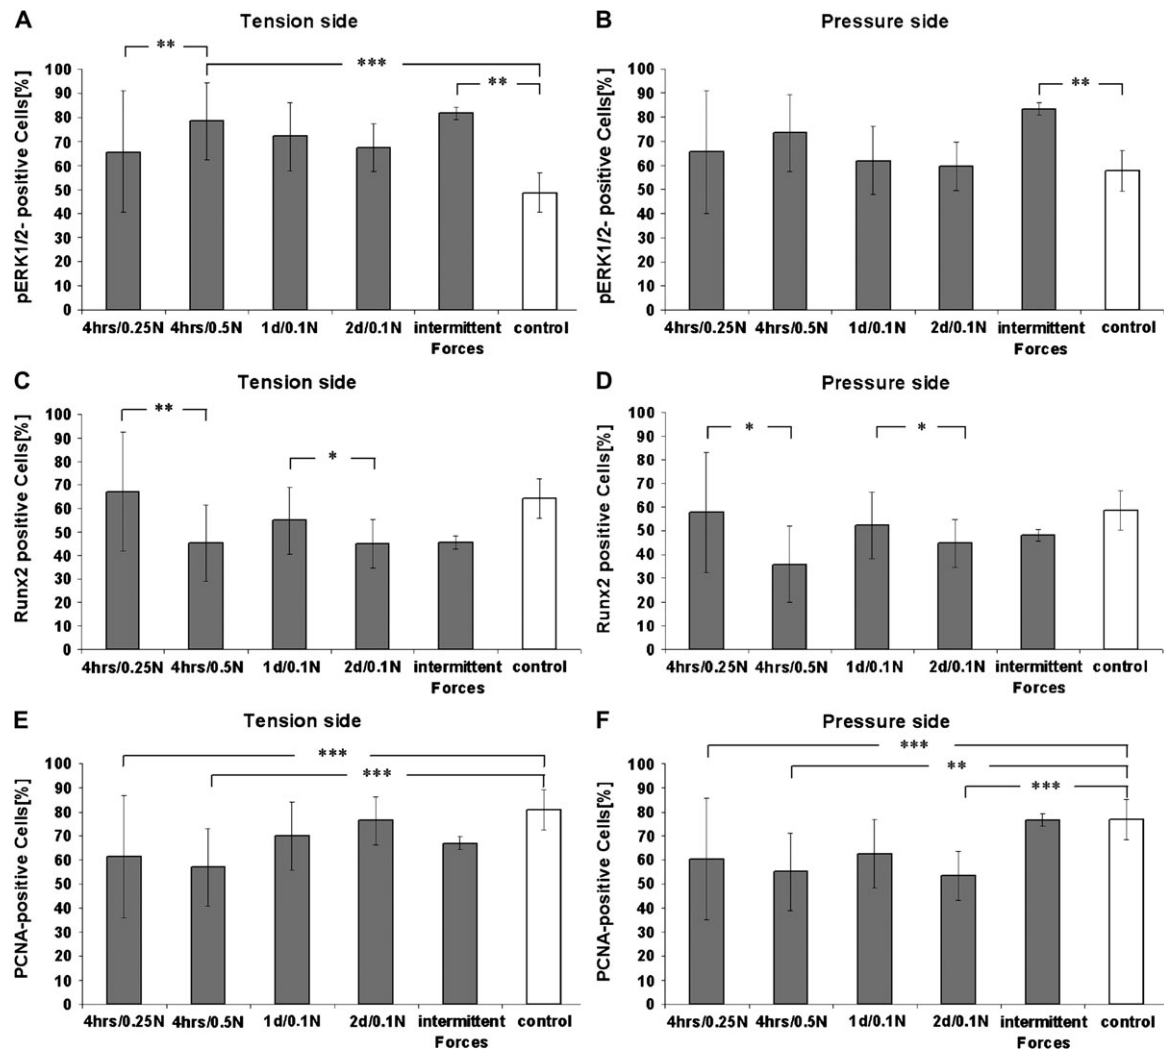 A
Tension side
pERK1/2- positive Cells[%]
100
90
80
70
60
50
40
30
20
10
0
** *** **
4hrs/0.25N 4hrs/0.5N 1d/0.1N 2d/0.1N intermittent control
Forces
B
Pressure side
pERK1/2- positive Cells[%]
100
90
80
70
60
50
40
30
20
10
0
**
4hrs/0.25N 4hrs/0.5N 1d/0.1N 2d/0.1N intermittent control
Forces
C
Tension side
Runx2 positive Cells[%]
100
90
80
70
60
50
40
30
20
10
0
** *
4hrs/0.25N 4hrs/0.5N 1d/0.1N 2d/0.1N intermittent control
Forces
D
Pressure side
Runx2 positive Cells[%]
100
90
80
70
60
50
40
30
20
10
0
* *
4hrs/0.25N 4hrs/0.5N 1d/0.1N 2d/0.1N intermittent control
Forces
E
Tension side
PCNA-positive Cells[%]
100
90
80
70
60
50
40
30
20
10
0
***
***
4hrs/0.25N 4hrs/0.5N 1d/0.1N 2d/0.1N intermittent control
Forces
F
Pressure side
PCNA-positive Cells[%]
100
90
80
70
60
50
40
30
20
10
0
***
**
***
4hrs/0.25N 4hrs/0.5N 1d/0.1N 2d/0.1N intermittent control
Forces